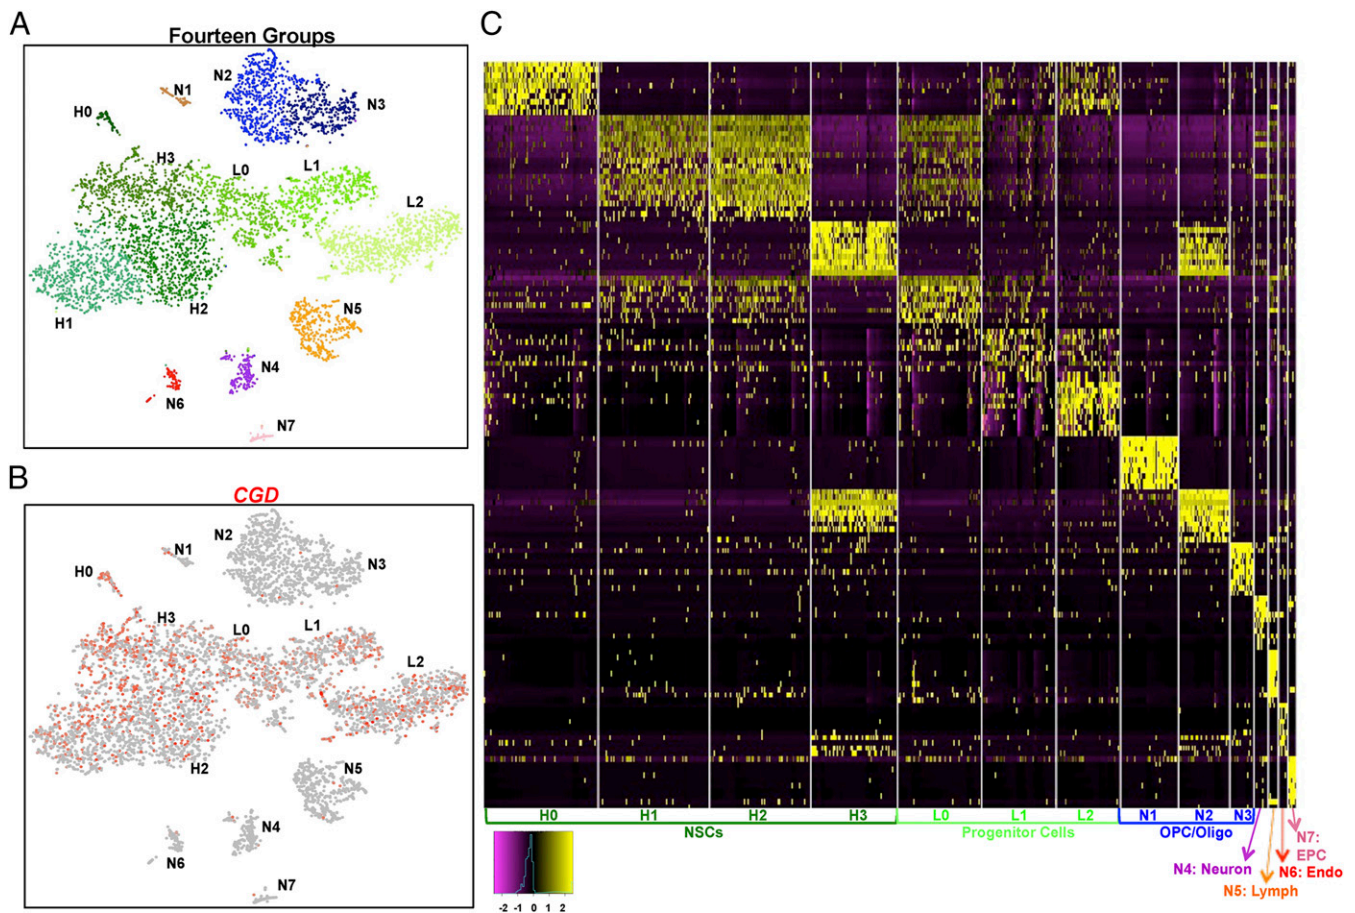 A
Fourteen Groups
N2
N1
N3
H0
H3
L0
L1
L2
H1
H2
N5
N4
N6
N7
B
CGD
N2
N1
N3
H0
H3
L0
L1
L2
H2
N5
N4
N6
N7
C
H0 H1 H2 H3 L0 L1 L2 N1 N2 N3
NSCs Progenitor Cells OPC/Oligo
N7:
EPC
N4: Neuron N6: Endo
N5: Lymph
-2 -1 0 1 2